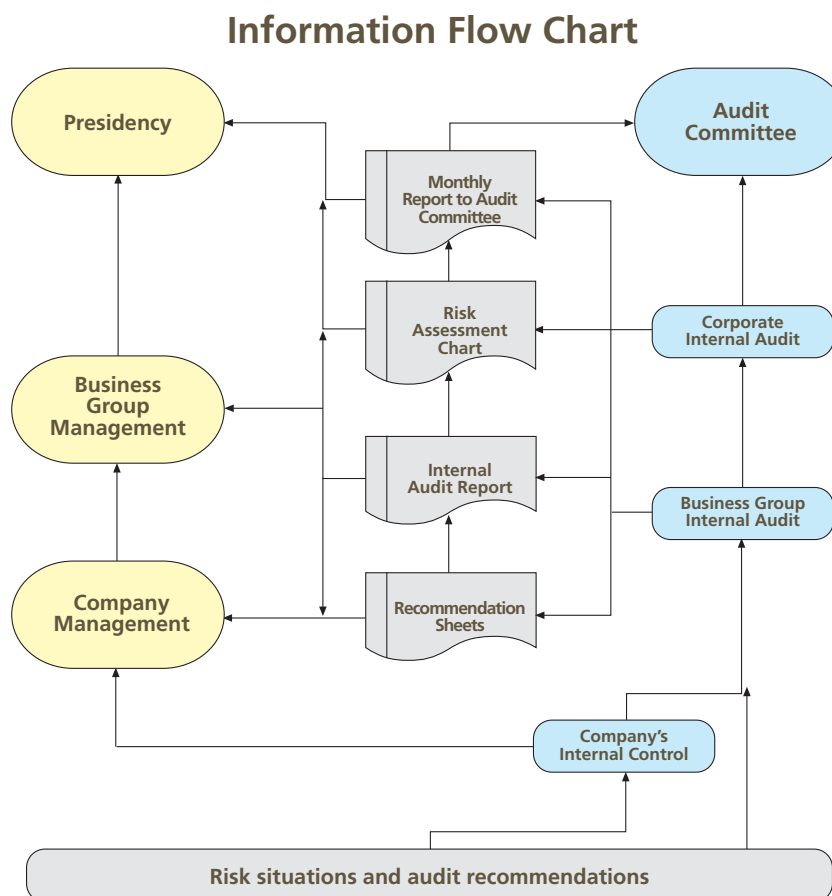 Information Flow Chart
Presidency
Audit
Committee
Monthly
Report to Audit
Committee
Risk
Assessment
Chart
Corporate
Internal Audit
Business
Group
Management
Internal
Audit Report
Business Group
Internal Audit
Company
Management
Recommendation
Sheets
Company’s
Internal Control
Risk situations and audit recommendations